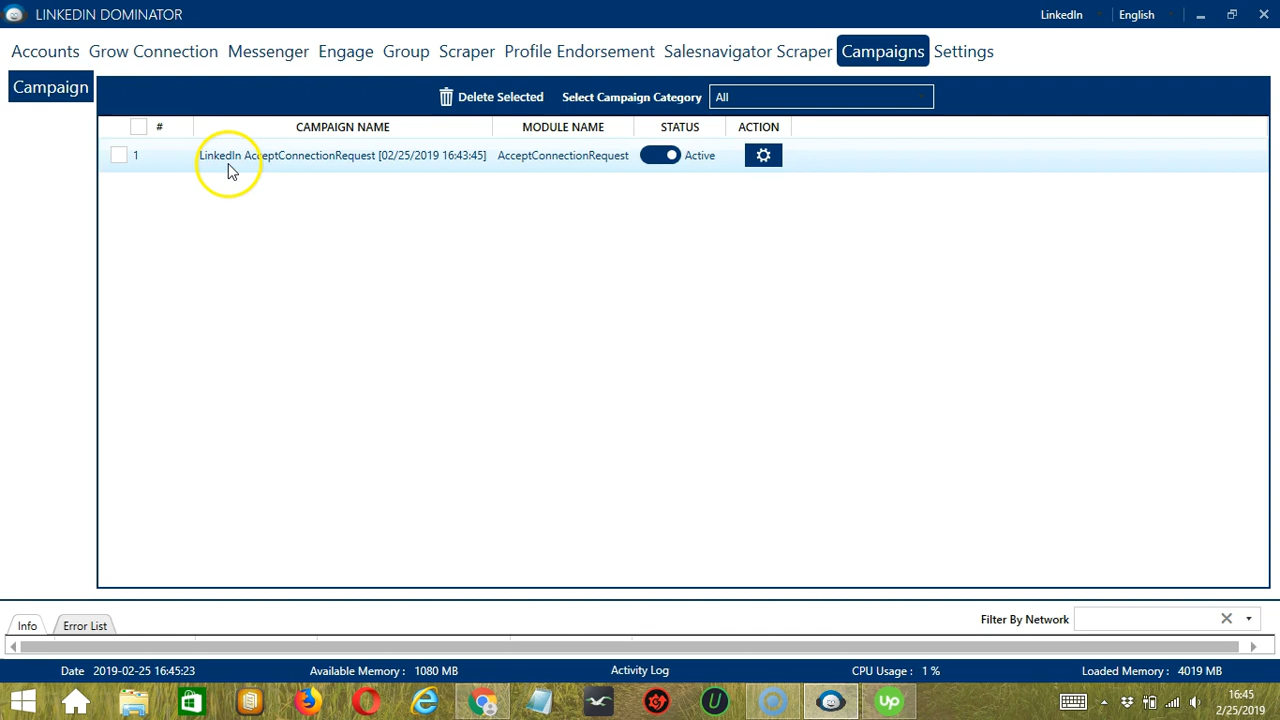 LINKEDIN DOMINATOR
LinkedIn
English
Accounts Grow Connection Messenger Engage Group Scraper Profile Endorsement Salesnavigator Scraper Campaigns Settings
Campaign
Delete Selected Select Campaign Category All
# CAMPAIGN NAME MODULE NAME STATUS ACTION
1 LinkedIn AcceptConnectionRequest [02/25/2019 16:43:45] AcceptConnectionRequest Active
Info Error List
Filter By Network
Date 2019-02-25 16:45:23 Available Memory : 1080 MB Activity Log CPU Usage : 1 % Loaded Memory : 4019 MB
U
up
16:45
2/25/2019